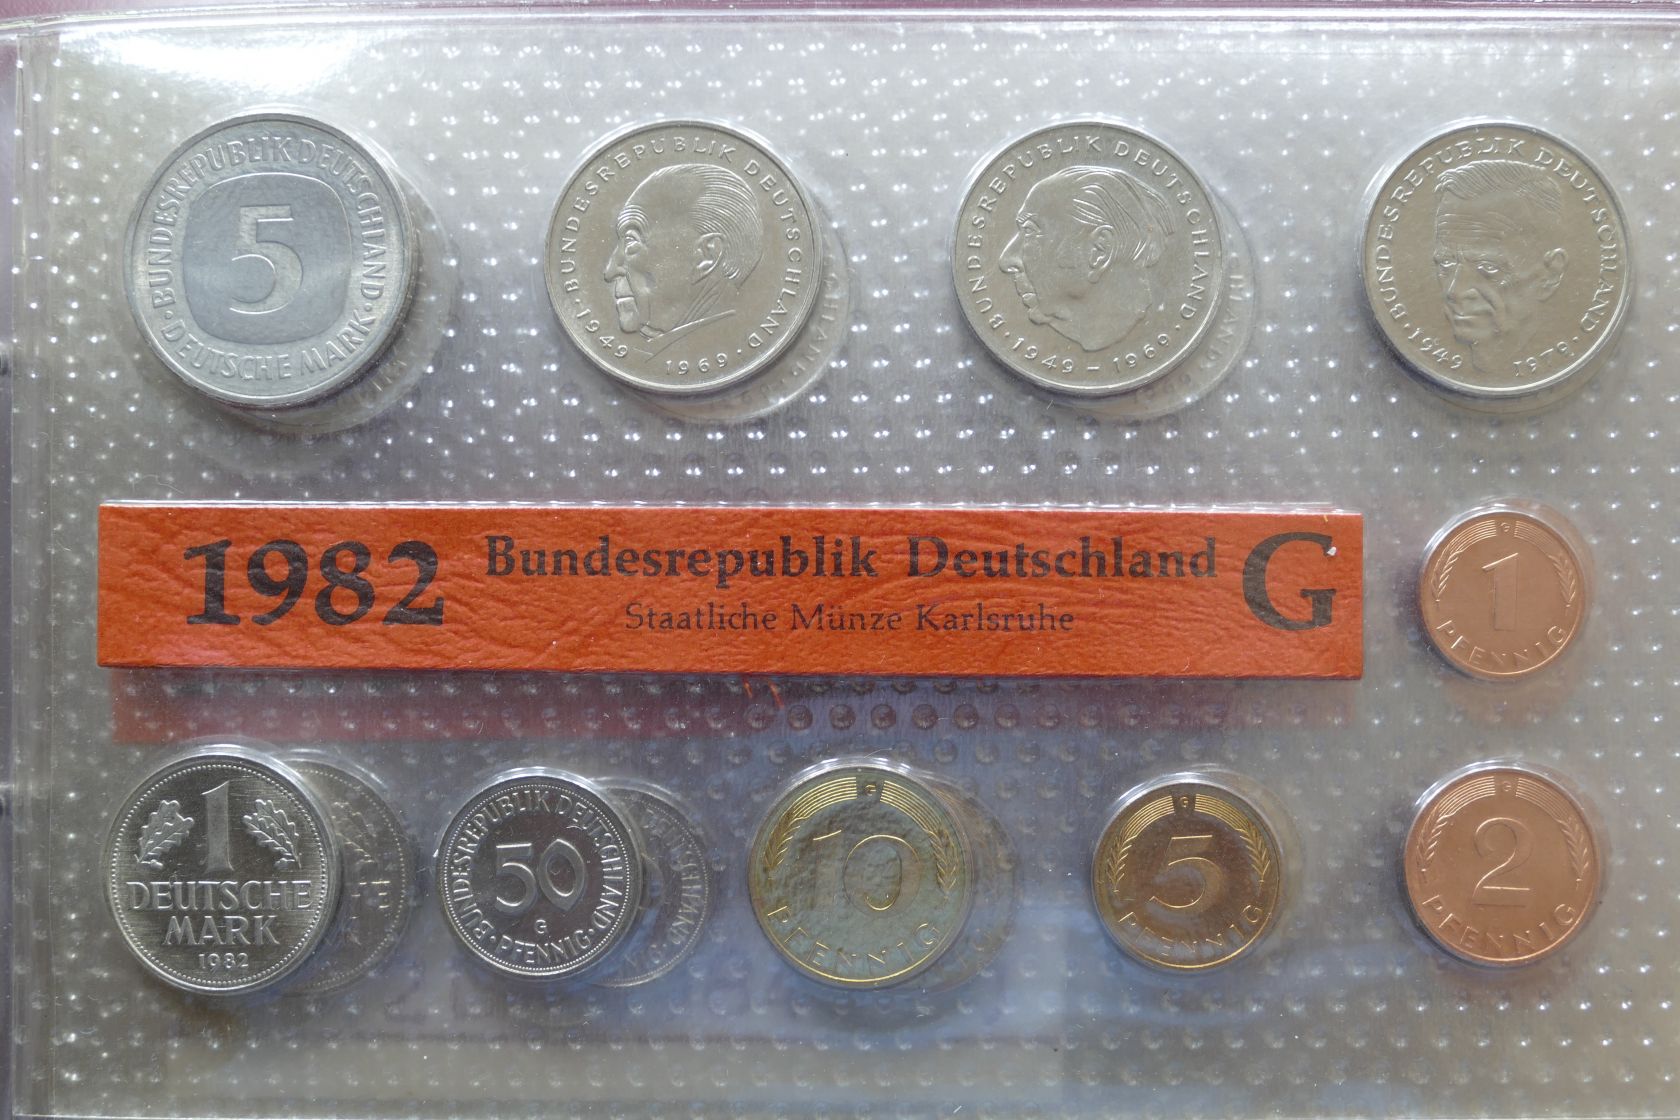 · BUNDESREPUBLIK DEUTSCHLAND ·
5
DEUTSCHE MARK
· BUNDESREPUBLIK DEUTSCHLAND ·
1949 – 1969
· BUNDESREPUBLIK DEUTSCHLAND ·
1949 – 1969
· BUNDESREPUBLIK DEUTSCHLAND ·
1949 1979
1982 Bundesrepublik Deutschland G
Staatliche Münze Karlsruhe
G
1
PFENNIG
1
DEUTSCHE
MARK
1982
· BUNDESREPUBLIK DEUTSCHLAND ·
50
G
PFENNIG
G
10
PFENNIG
G
5
PFENNIG
G
2
PFENNIG